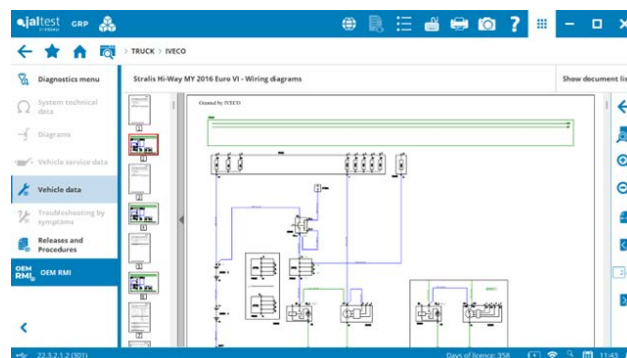 jaltest GRP
> TRUCK > IVECO
Diagnostics menu
Stralis Hi-Way MY 2016 Euro VI - Wiring diagrams
Show document li
System technical
data
Diagrams
Vehicle service data
Vehicle data
Troubleshooting by
symptoms
Releases and
Procedures
OEM
RMI
OEM RMI
Granted by IVECO
22.3.2.1.2 (301)
Days of licence: 358
11:43